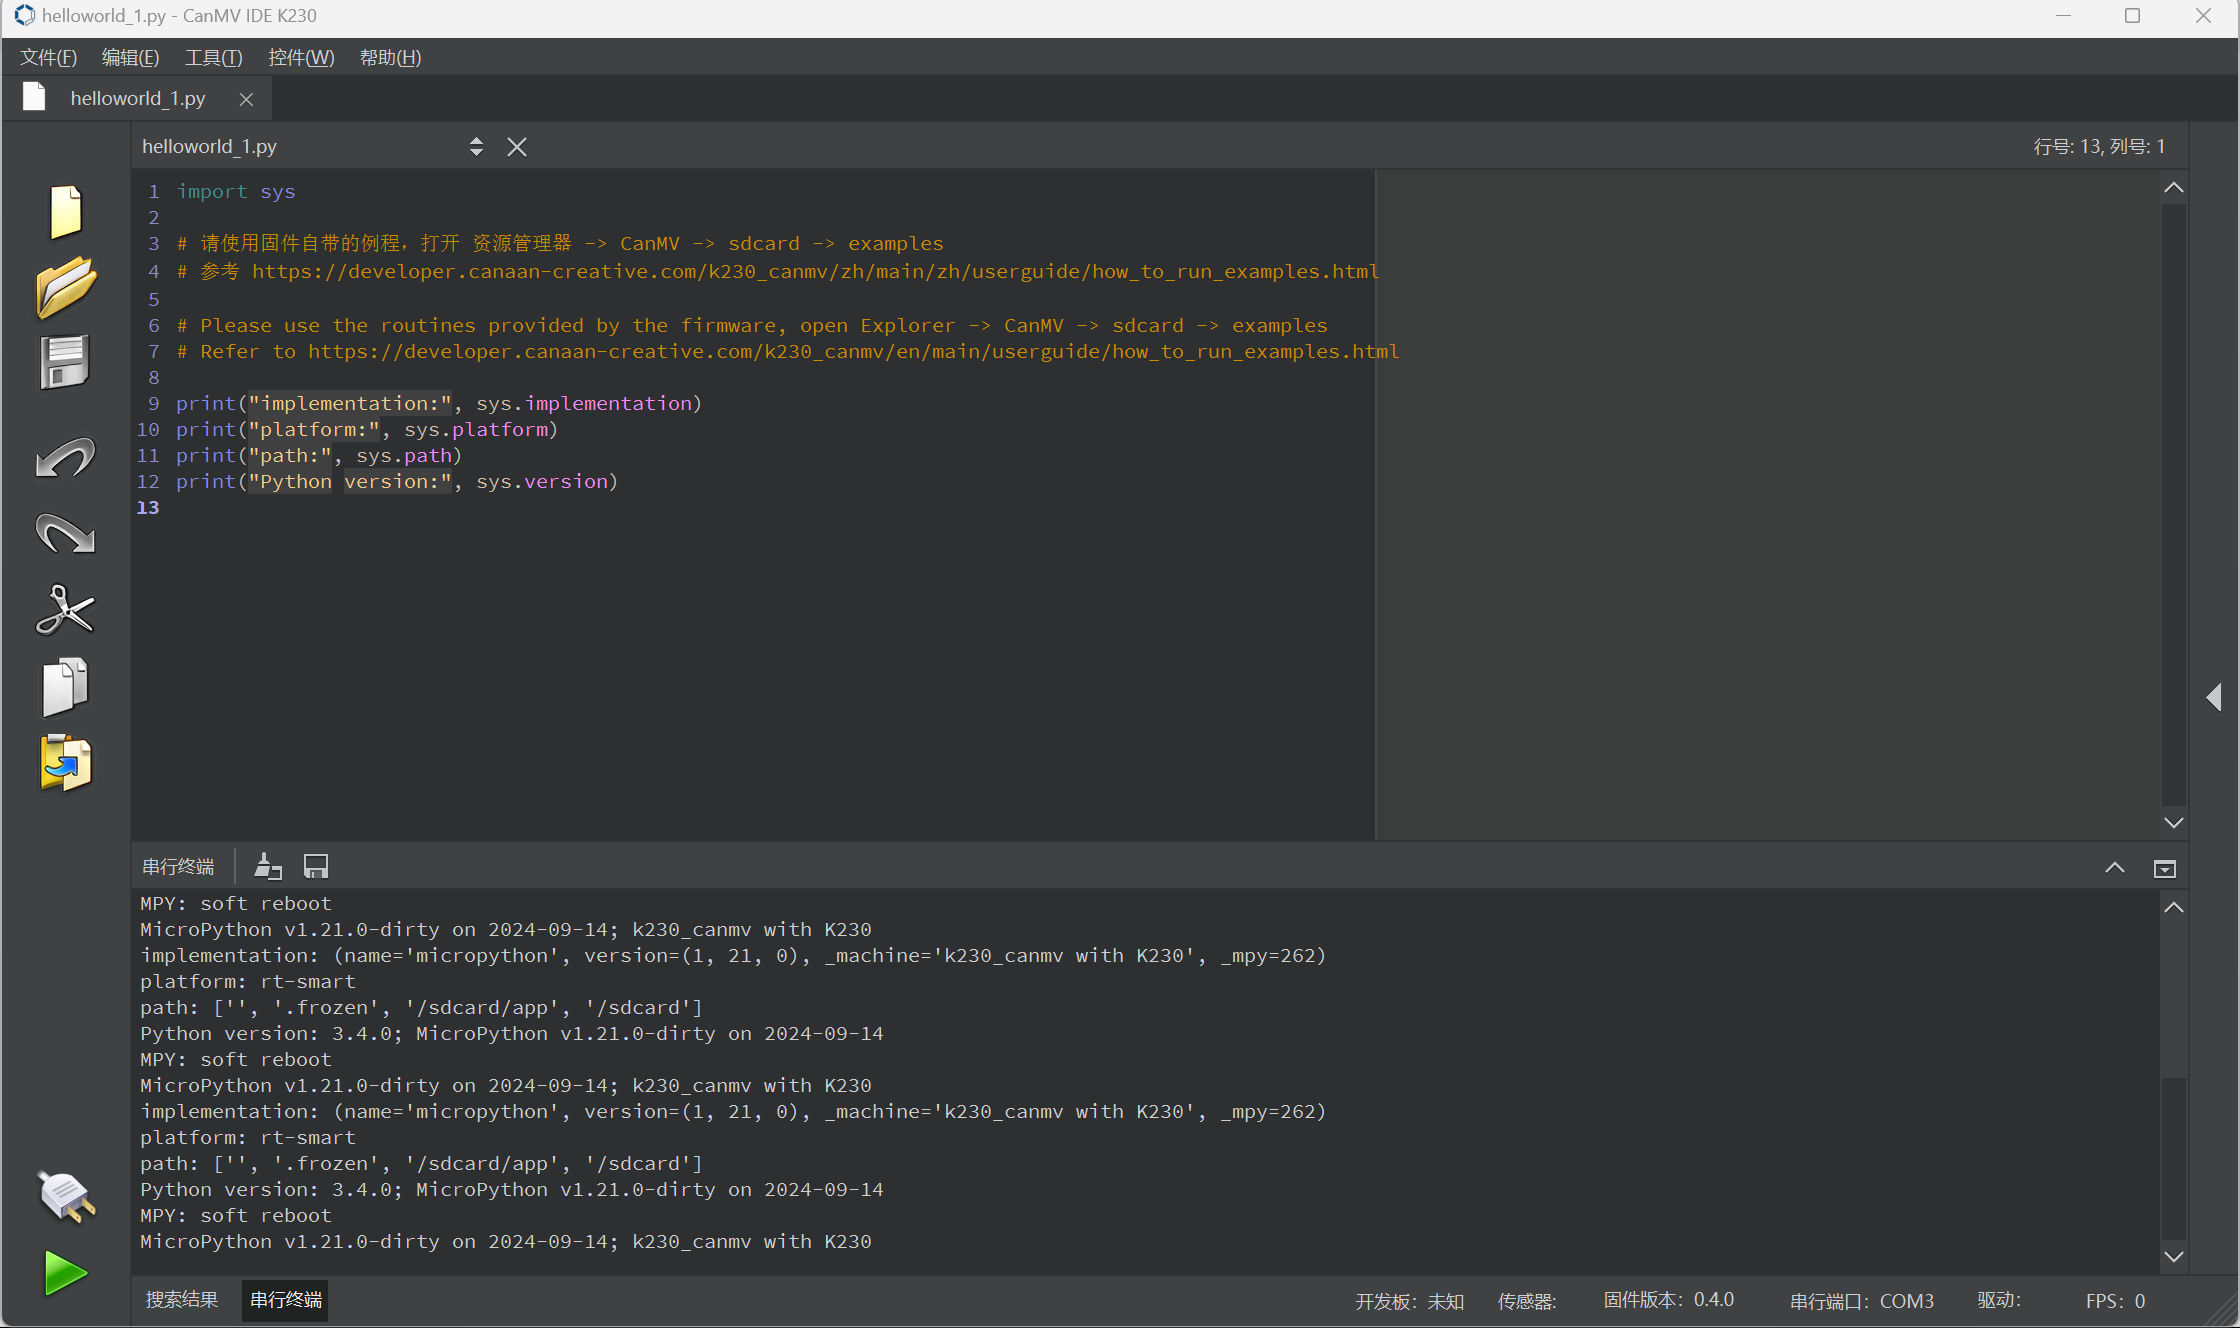 helloworld_1.py - CanMV IDE K230
文件(F) 编辑(E) 工具(T) 控件(W) 帮助(H)
helloworld_1.py
helloworld_1.py 行号: 13, 列号: 1
1 import sys
2
3 # 请使用固件自带的例程，打开 资源管理器 -> CanMV -> sdcard -> examples
4 # 参考 https://developer.canaan-creative.com/k230_canmv/zh/main/zh/userguide/how_to_run_examples.html
5
6 # Please use the routines provided by the firmware, open Explorer -> CanMV -> sdcard -> examples
7 # Refer to https://developer.canaan-creative.com/k230_canmv/en/main/userguide/how_to_run_examples.html
8
9 print("implementation:", sys.implementation)
10 print("platform:", sys.platform)
11 print("path:", sys.path)
12 print("Python version:", sys.version)
13
串行终端
MPY: soft reboot
MicroPython v1.21.0-dirty on 2024-09-14; k230_canmv with K230
implementation: (name='micropython', version=(1, 21, 0), _machine='k230_canmv with K230', _mpy=262)
platform: rt-smart
path: ['', '.frozen', '/sdcard/app', '/sdcard']
Python version: 3.4.0; MicroPython v1.21.0-dirty on 2024-09-14
MPY: soft reboot
MicroPython v1.21.0-dirty on 2024-09-14; k230_canmv with K230
implementation: (name='micropython', version=(1, 21, 0), _machine='k230_canmv with K230', _mpy=262)
platform: rt-smart
path: ['', '.frozen', '/sdcard/app', '/sdcard']
Python version: 3.4.0; MicroPython v1.21.0-dirty on 2024-09-14
MPY: soft reboot
MicroPython v1.21.0-dirty on 2024-09-14; k230_canmv with K230
搜索结果 串行终端 开发板：未知 传感器: 固件版本：0.4.0 串行端口：COM3 驱动： FPS：0